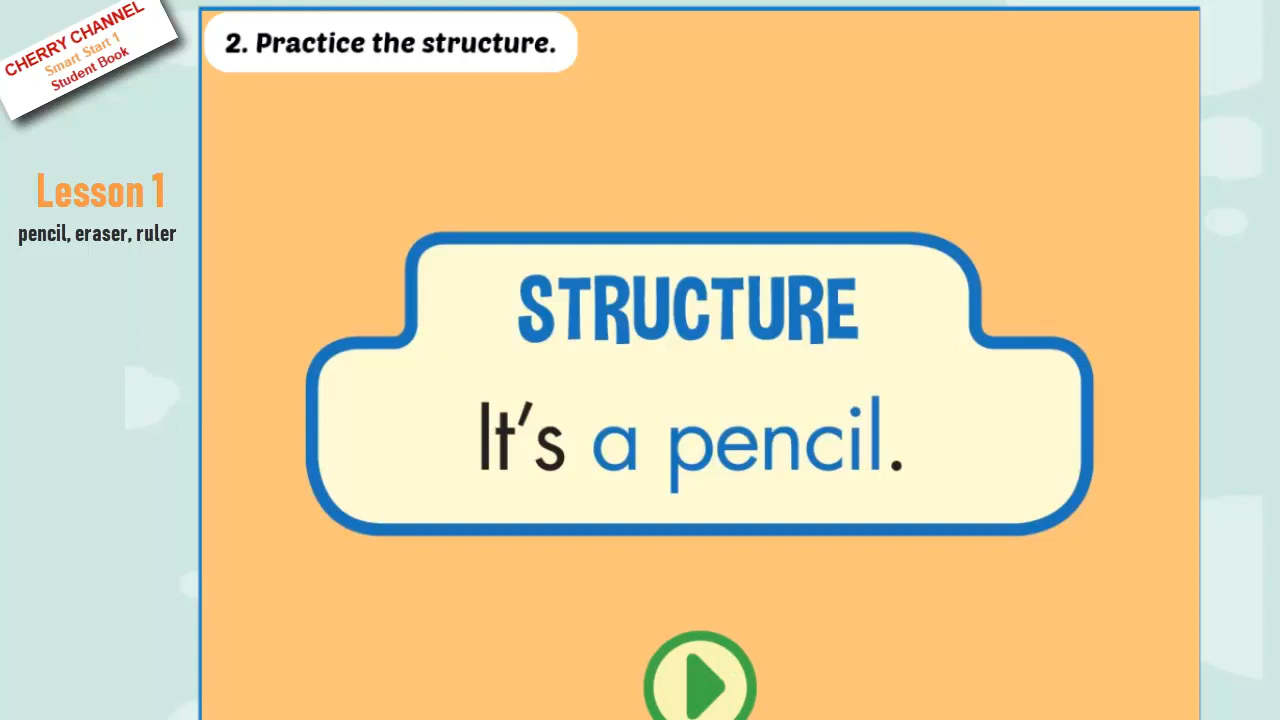 CHERRY CHANNEL
Smart Start 1
Student Book
2. Practice the structure.
Lesson 1
pencil, eraser, ruler
STRUCTURE
It’s a pencil.